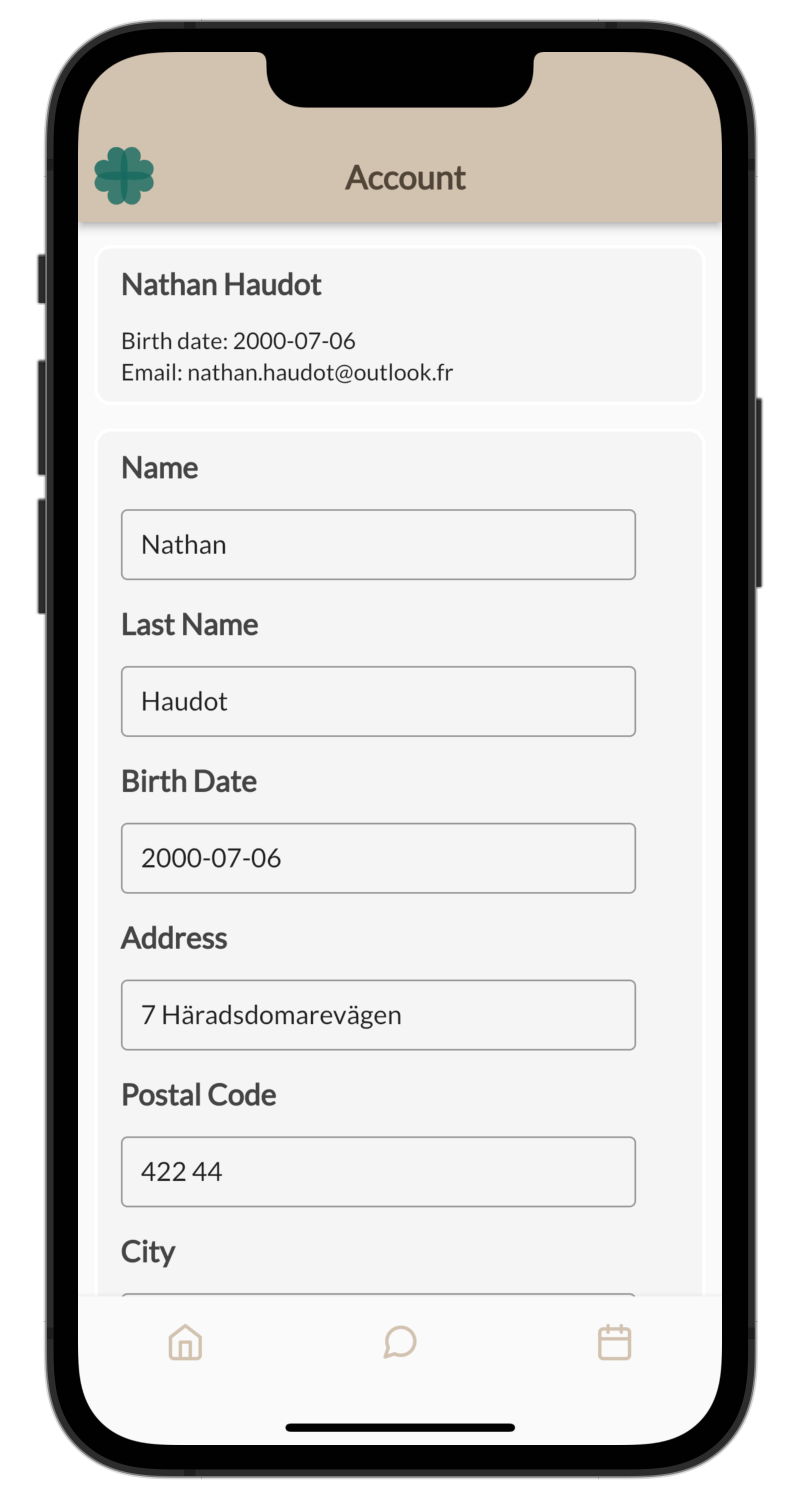 Account
Nathan Haudot
Birth date: 2000-07-06
Email: nathan.haudot@outlook.fr
Name
Nathan
Last Name
Haudot
Birth Date
2000-07-06
Address
7 Häradsdomarevägen
Postal Code
422 44
City